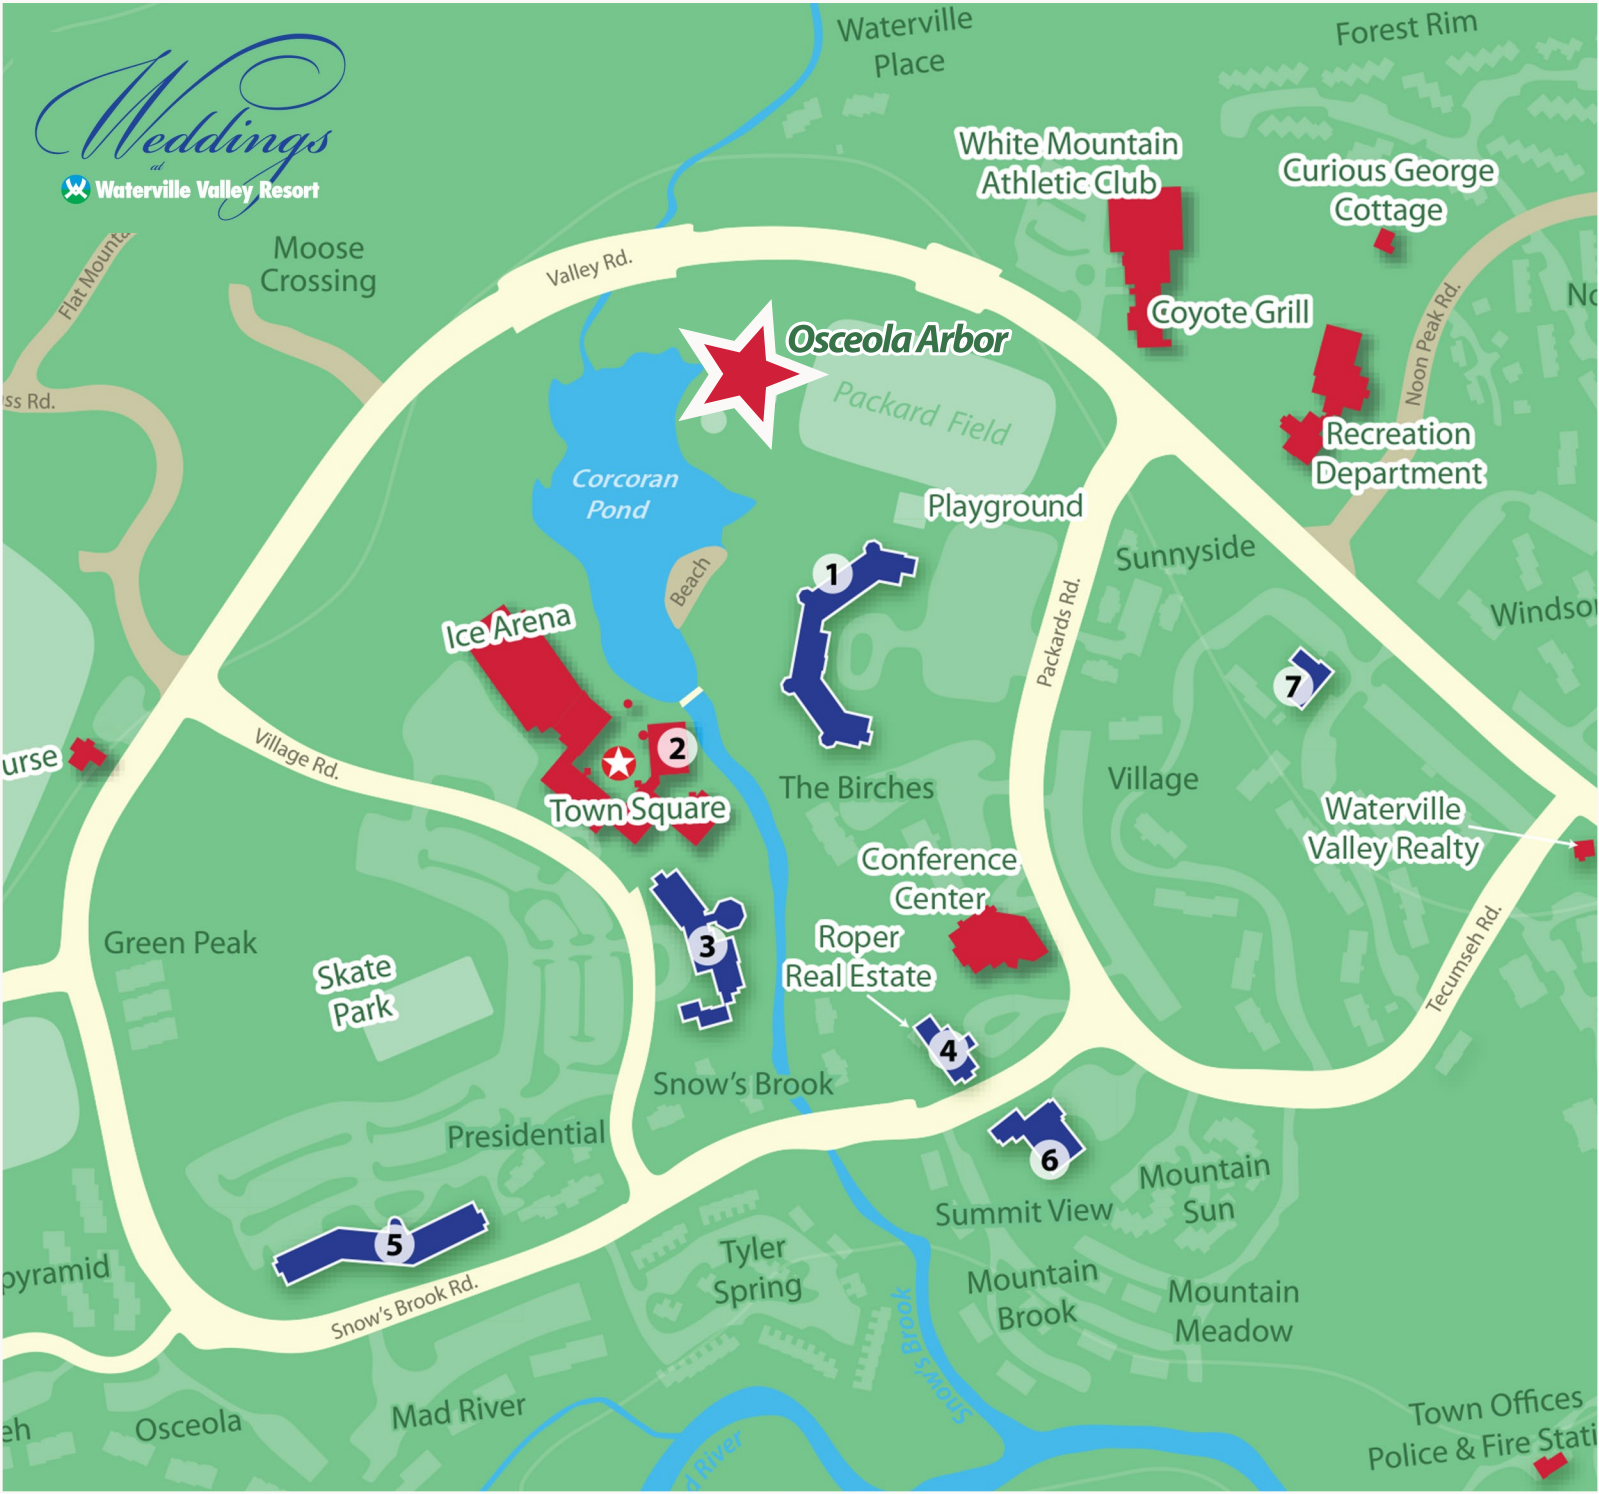 Waterville
Place
Forest Rim
Weddings
at
Waterville Valley Resort
White Mountain
Athletic Club
Curious George
Cottage
Moose
Crossing
Flat Mounta
Valley Rd.
Coyote Grill
Noon Peak Rd.
No
Osceola Arbor
Packard Field
ss Rd.
Recreation
Department
Corcoran
Pond
Playground
Sunnyside
Beach
1
Ice Arena
Packards Rd.
Windsor
7
urse
Village Rd.
2
Town Square
The Birches
Village
Waterville
Valley Realty
Conference
Center
Green Peak
Skate
Park
3
Roper
Real Estate
Tecumseh Rd.
4
Snow's Brook
Presidential
6
Mountain
Sun
Summit View
5
pyramid
Tyler
Spring
Snow's Brook Rd.
Mountain
Brook
Mountain
Meadow
Snow's Brook
eh
Osceola
Mad River
d River
Town Offices
Police & Fire Stati